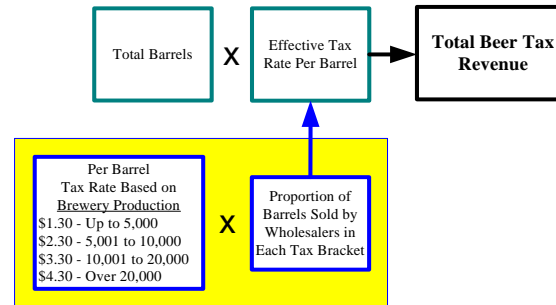 Total Barrels
X
Effective Tax
Rate Per Barrel
Total Beer Tax
Revenue
Per Barrel
Tax Rate Based on
Brewery Production
$1.30 - Up to 5,000
$2.30 - 5,001 to 10,000
$3.30 - 10,001 to 20,000
$4.30 - Over 20,000
X
Proportion of
Barrels Sold by
Wholesalers in
Each Tax Bracket